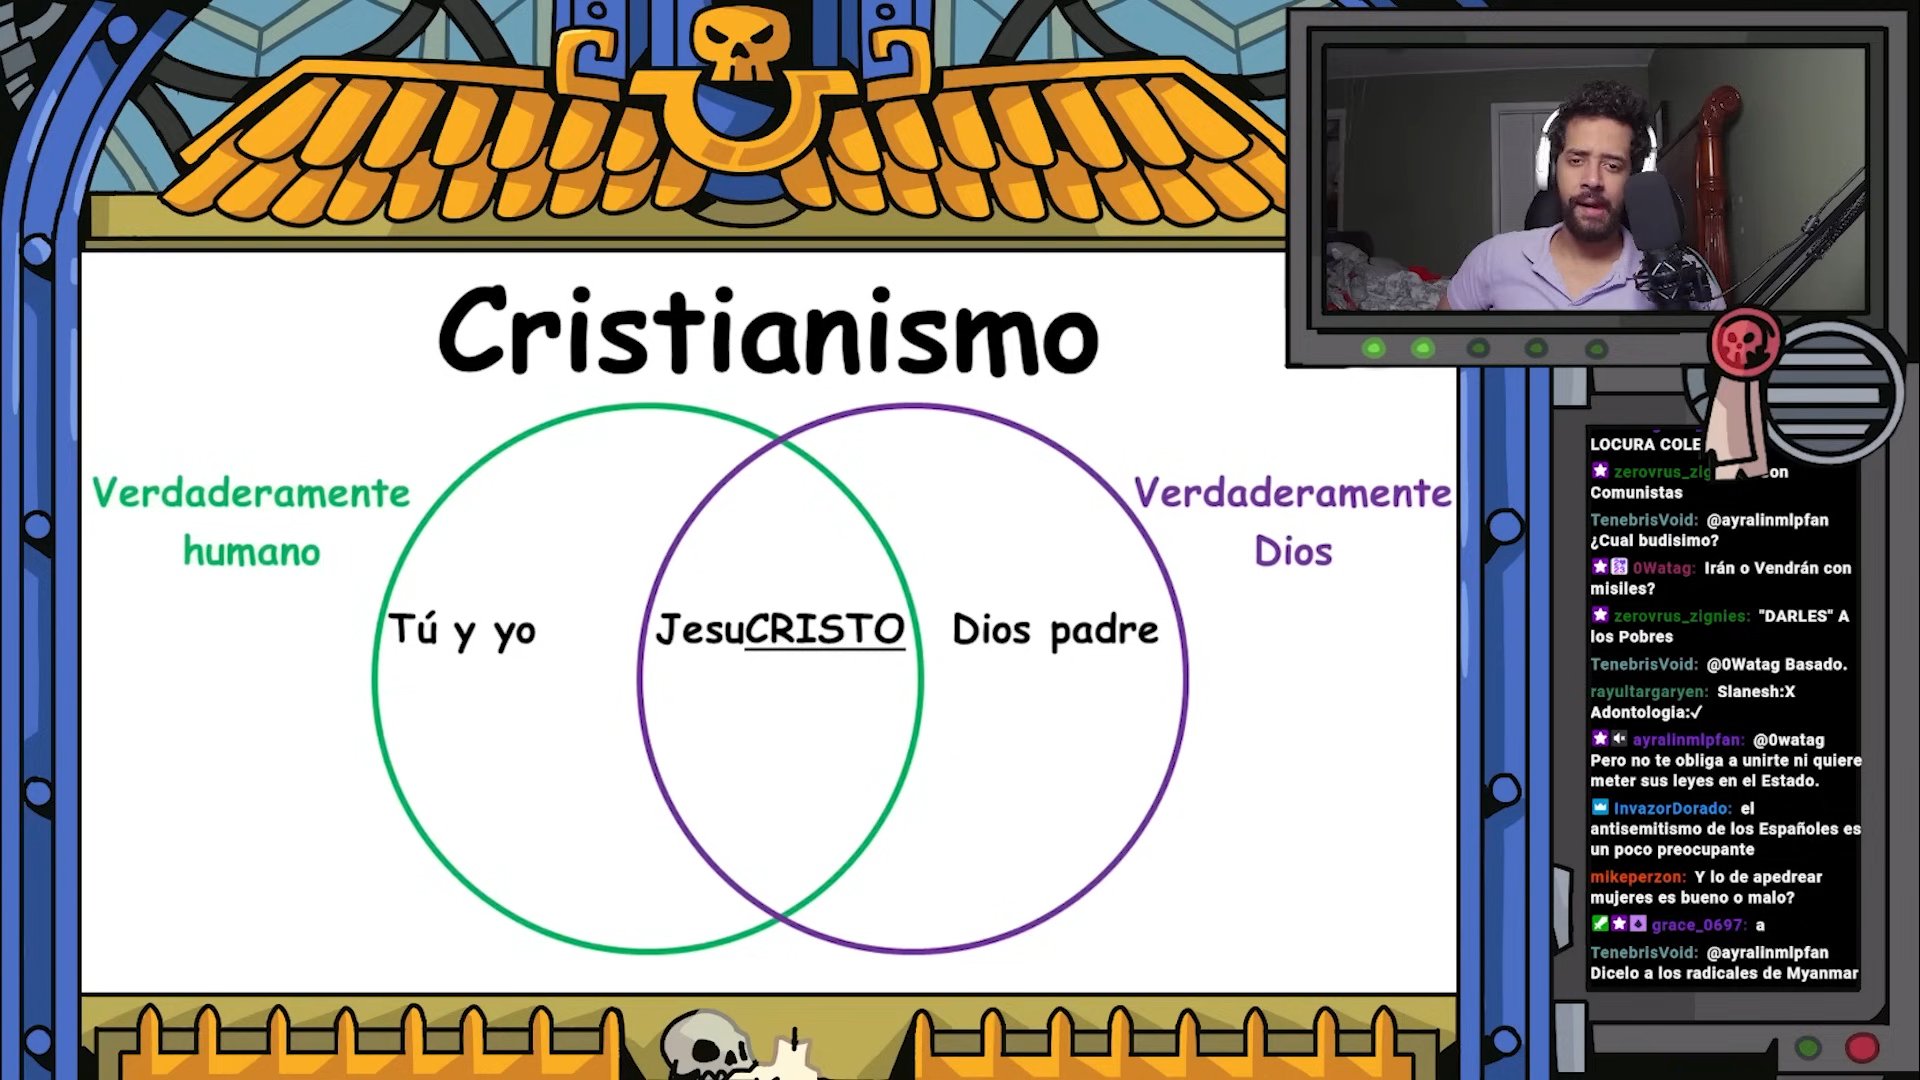 Cristianismo
Verdaderamente
humano
Verdaderamente
Dios
Tú y yo
JesuCRISTO
Dios padre
LOCURA COLE
zerovrus_zig on
Comunistas
TenebrisVoid: @ayralinmlpfan
¿Cual budisimo?
0Watag: Irán o Vendrán con
misiles?
zerovrus_zignies: "DARLES" A
los Pobres
TenebrisVoid: @0Watag Basado.
rayultargaryen: Slanesh:X
Adontologia:✓
ayralinmlpfan: @0watag
Pero no te obliga a unirte ni quiere
meter sus leyes en el Estado.
InvazorDorado: el
antisemitismo de los Españoles es
un poco preocupante
mikeperzon: Y lo de apedrear
mujeres es bueno o malo?
grace_0697: a
TenebrisVoid: @ayralinmlpfan
Dicelo a los radicales de Myanmar